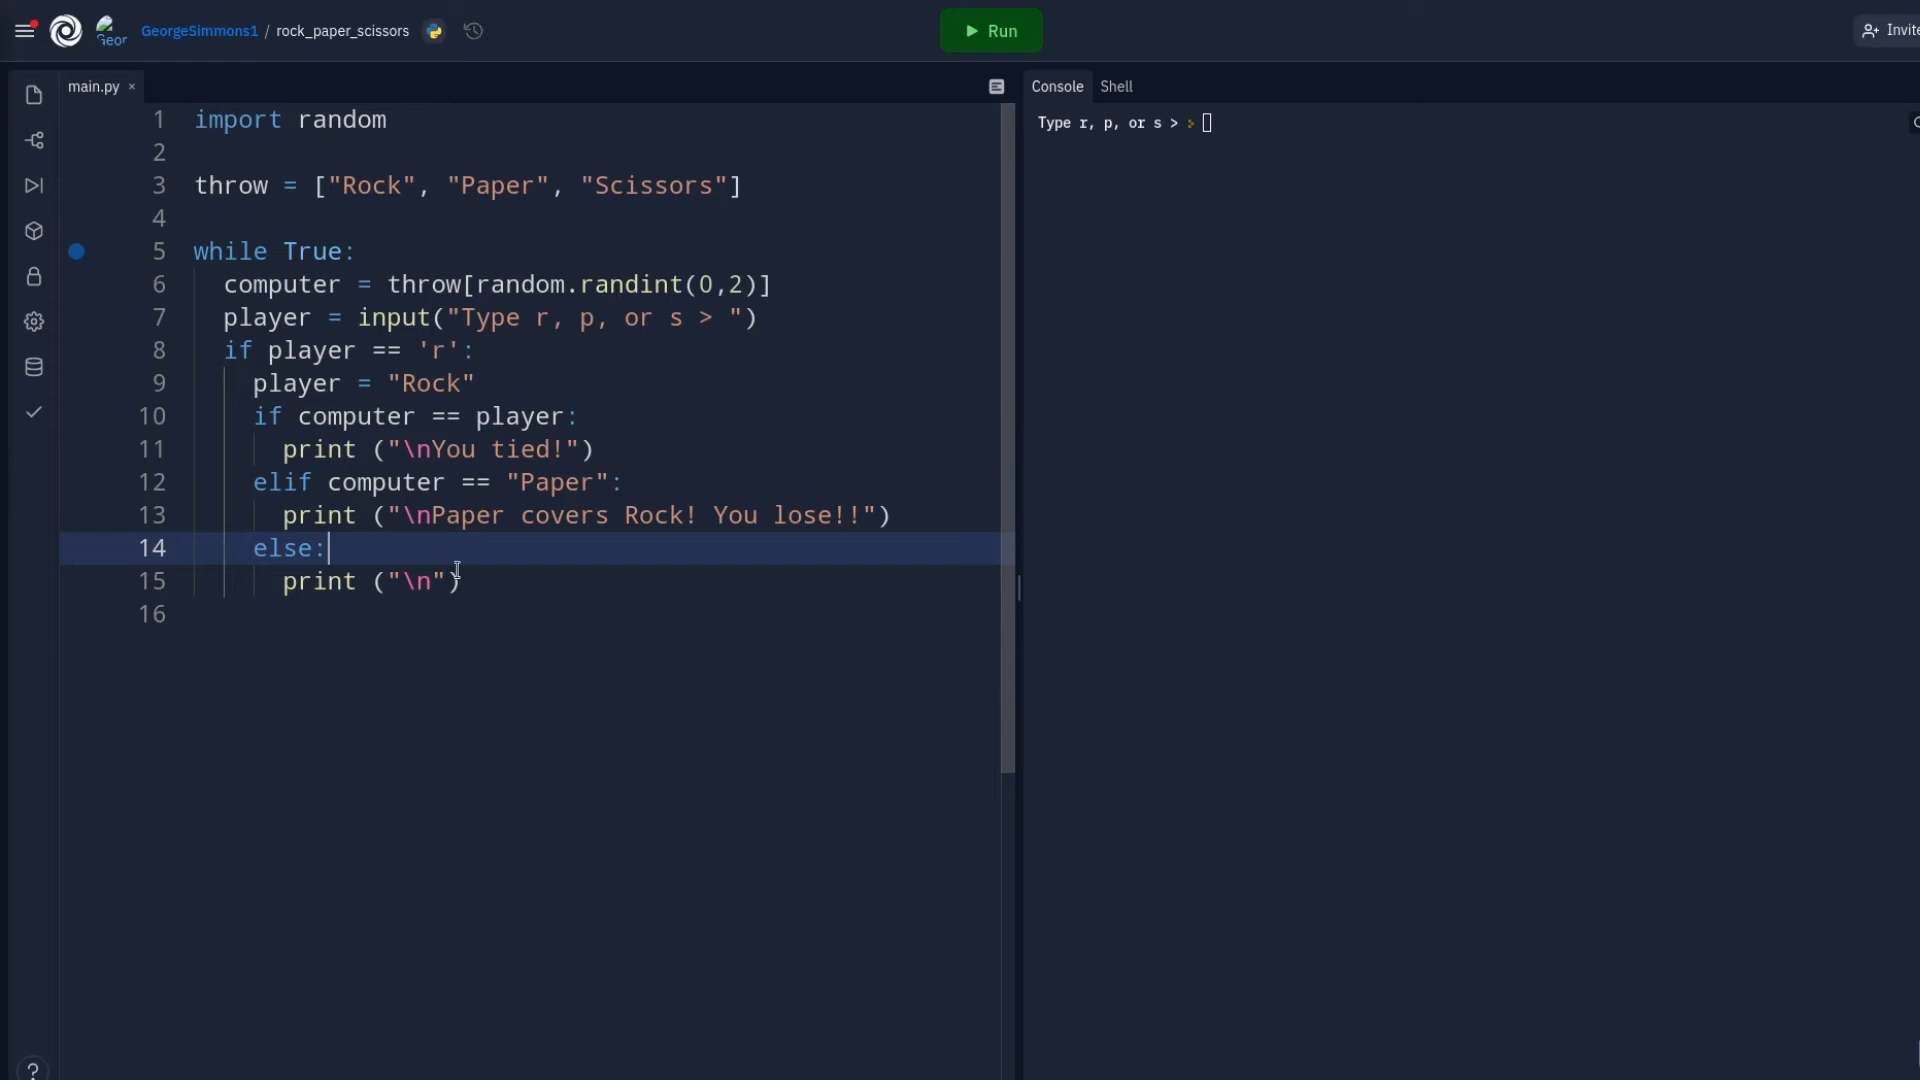 Geor GeorgeSimmons1 / rock_paper_scissors Run Invite
main.py × Console Shell
Type r, p, or s >
1 import random
2
3 throw = ["Rock", "Paper", "Scissors"]
4
5 while True:
6   computer = throw[random.randint(0,2)]
7   player = input("Type r, p, or s > ")
8   if player == 'r':
9     player = "Rock"
10     if computer == player:
11       print ("\nYou tied!")
12     elif computer == "Paper":
13       print ("\nPaper covers Rock! You lose!!")
14     else:
15       print ("\n")
16
?